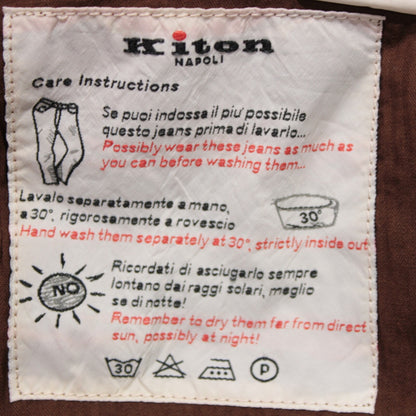 Kiton
NAPOLI
Care Instructions
Se puoi indossa il piu' possibile
questo jeans prima di lavarlo...
Possibly wear these jeans as much as
you can before washing them...
Lavalo separatamente a mano,
a 30°, rigorosamente a rovescio
30°
Hand wash them separately at 30°, strictly inside out
NO
Ricordati di asciugarlo sempre
lontano dai raggi solari, meglio
se di notte!
Remember to dry them far from direct
sun, possibly at night!
30 P